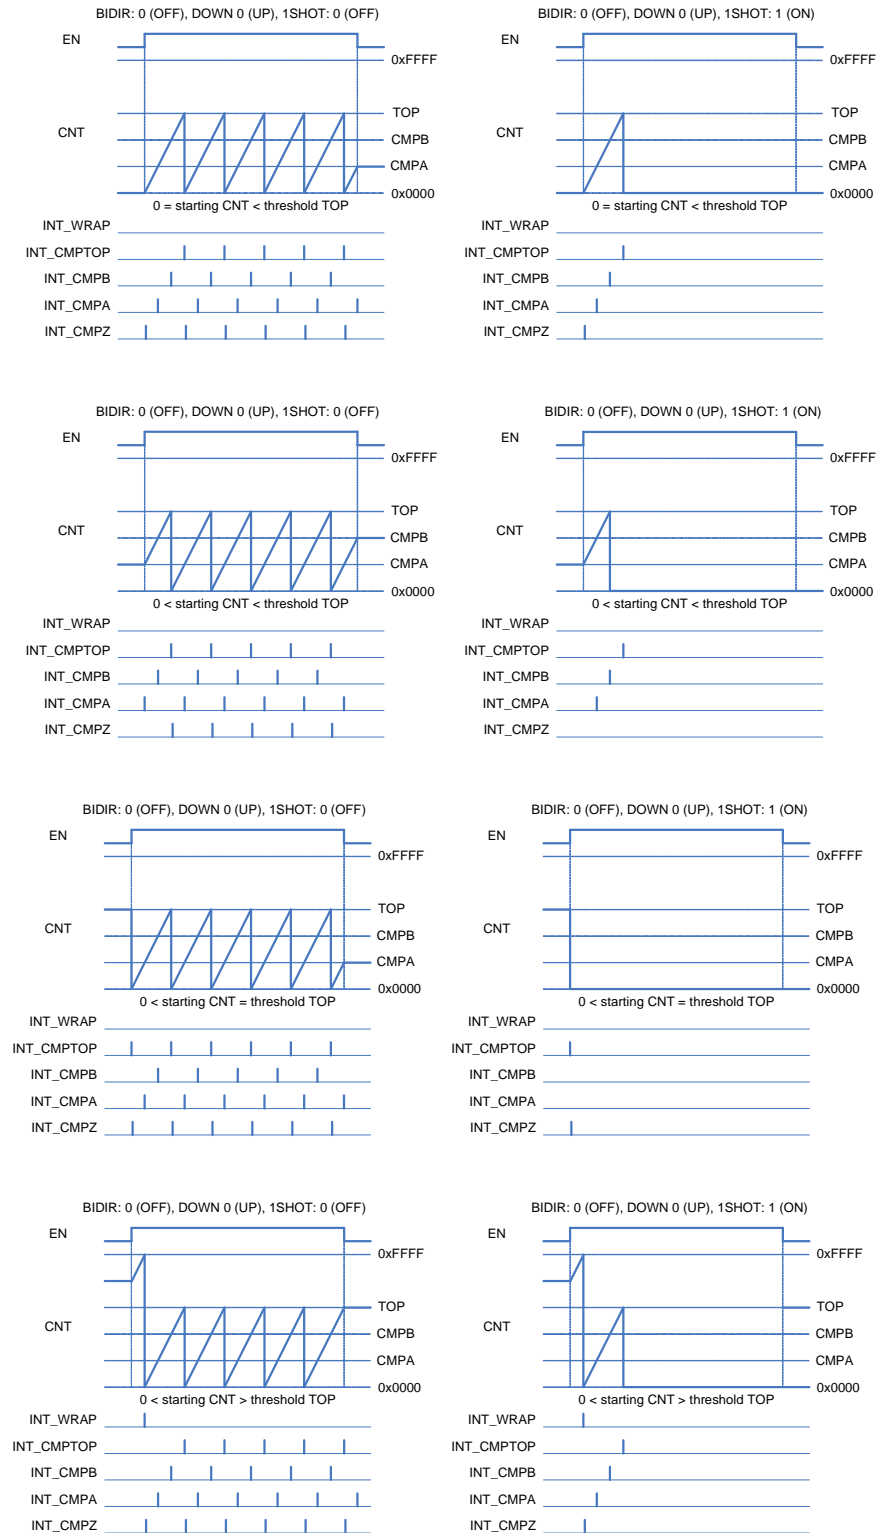 BIDIR: 0 (OFF), DOWN 0 (UP), 1SHOT: 0 (OFF)
EN
0xFFFF
TOP
CNT
CMPB
CMPA
0x0000
0 = starting CNT < threshold TOP
INT_WRAP
INT_CMPTOP
INT_CMPB
INT_CMPA
INT_CMPZ
BIDIR: 0 (OFF), DOWN 0 (UP), 1SHOT: 1 (ON)
EN
0xFFFF
TOP
CNT
CMPB
CMPA
0x0000
0 = starting CNT < threshold TOP
INT_WRAP
INT_CMPTOP
INT_CMPB
INT_CMPA
INT_CMPZ
BIDIR: 0 (OFF), DOWN 0 (UP), 1SHOT: 0 (OFF)
EN
0xFFFF
TOP
CNT
CMPB
CMPA
0x0000
0 < starting CNT < threshold TOP
INT_WRAP
INT_CMPTOP
INT_CMPB
INT_CMPA
INT_CMPZ
BIDIR: 0 (OFF), DOWN 0 (UP), 1SHOT: 1 (ON)
EN
0xFFFF
TOP
CNT
CMPB
CMPA
0x0000
0 < starting CNT < threshold TOP
INT_WRAP
INT_CMPTOP
INT_CMPB
INT_CMPA
INT_CMPZ
BIDIR: 0 (OFF), DOWN 0 (UP), 1SHOT: 0 (OFF)
EN
0xFFFF
TOP
CNT
CMPB
CMPA
0x0000
0 < starting CNT = threshold TOP
INT_WRAP
INT_CMPTOP
INT_CMPB
INT_CMPA
INT_CMPZ
BIDIR: 0 (OFF), DOWN 0 (UP), 1SHOT: 1 (ON)
EN
0xFFFF
TOP
CNT
CMPB
CMPA
0x0000
0 < starting CNT = threshold TOP
INT_WRAP
INT_CMPTOP
INT_CMPB
INT_CMPA
INT_CMPZ
BIDIR: 0 (OFF), DOWN 0 (UP), 1SHOT: 0 (OFF)
EN
0xFFFF
TOP
CNT
CMPB
CMPA
0x0000
0 < starting CNT > threshold TOP
INT_WRAP
INT_CMPTOP
INT_CMPB
INT_CMPA
INT_CMPZ
BIDIR: 0 (OFF), DOWN 0 (UP), 1SHOT: 1 (ON)
EN
0xFFFF
TOP
CNT
CMPB
CMPA
0x0000
0 < starting CNT > threshold TOP
INT_WRAP
INT_CMPTOP
INT_CMPB
INT_CMPA
INT_CMPZ